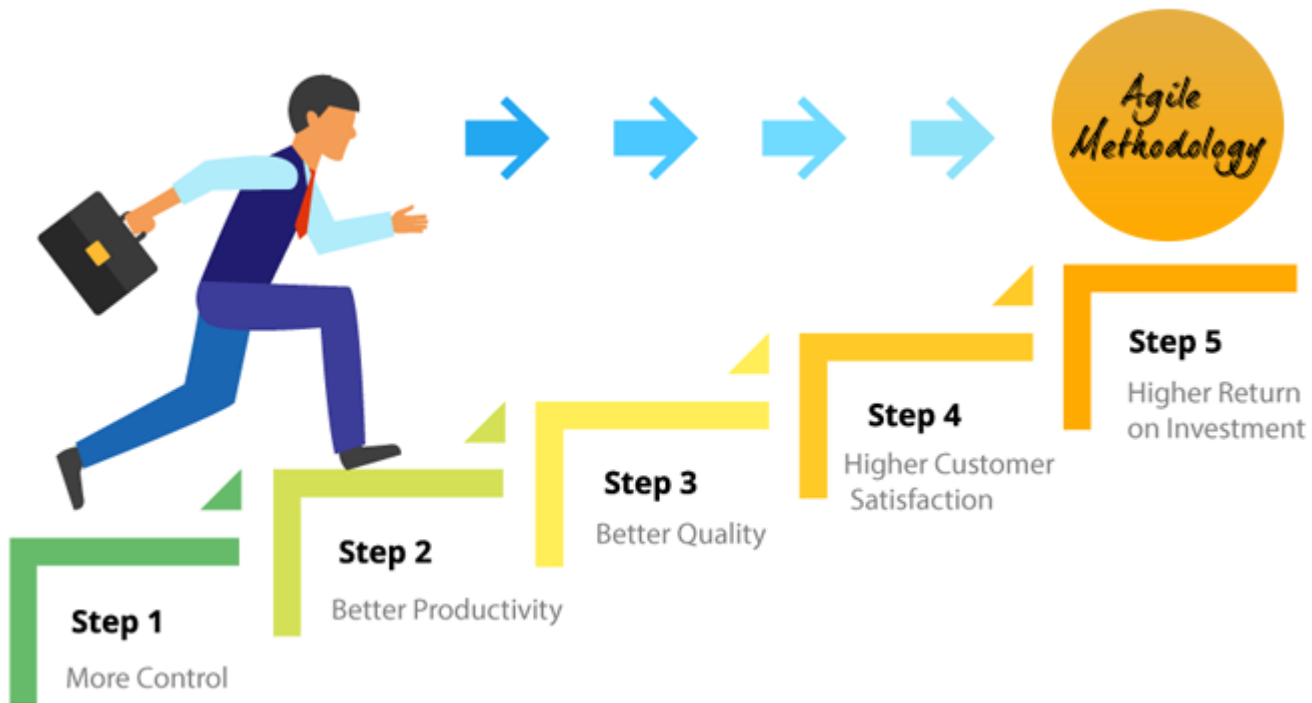 Agile
Methodology
Step 1
More Control
Step 2
Better Productivity
Step 3
Better Quality
Step 4
Higher Customer
Satisfaction
Step 5
Higher Return
on Investment